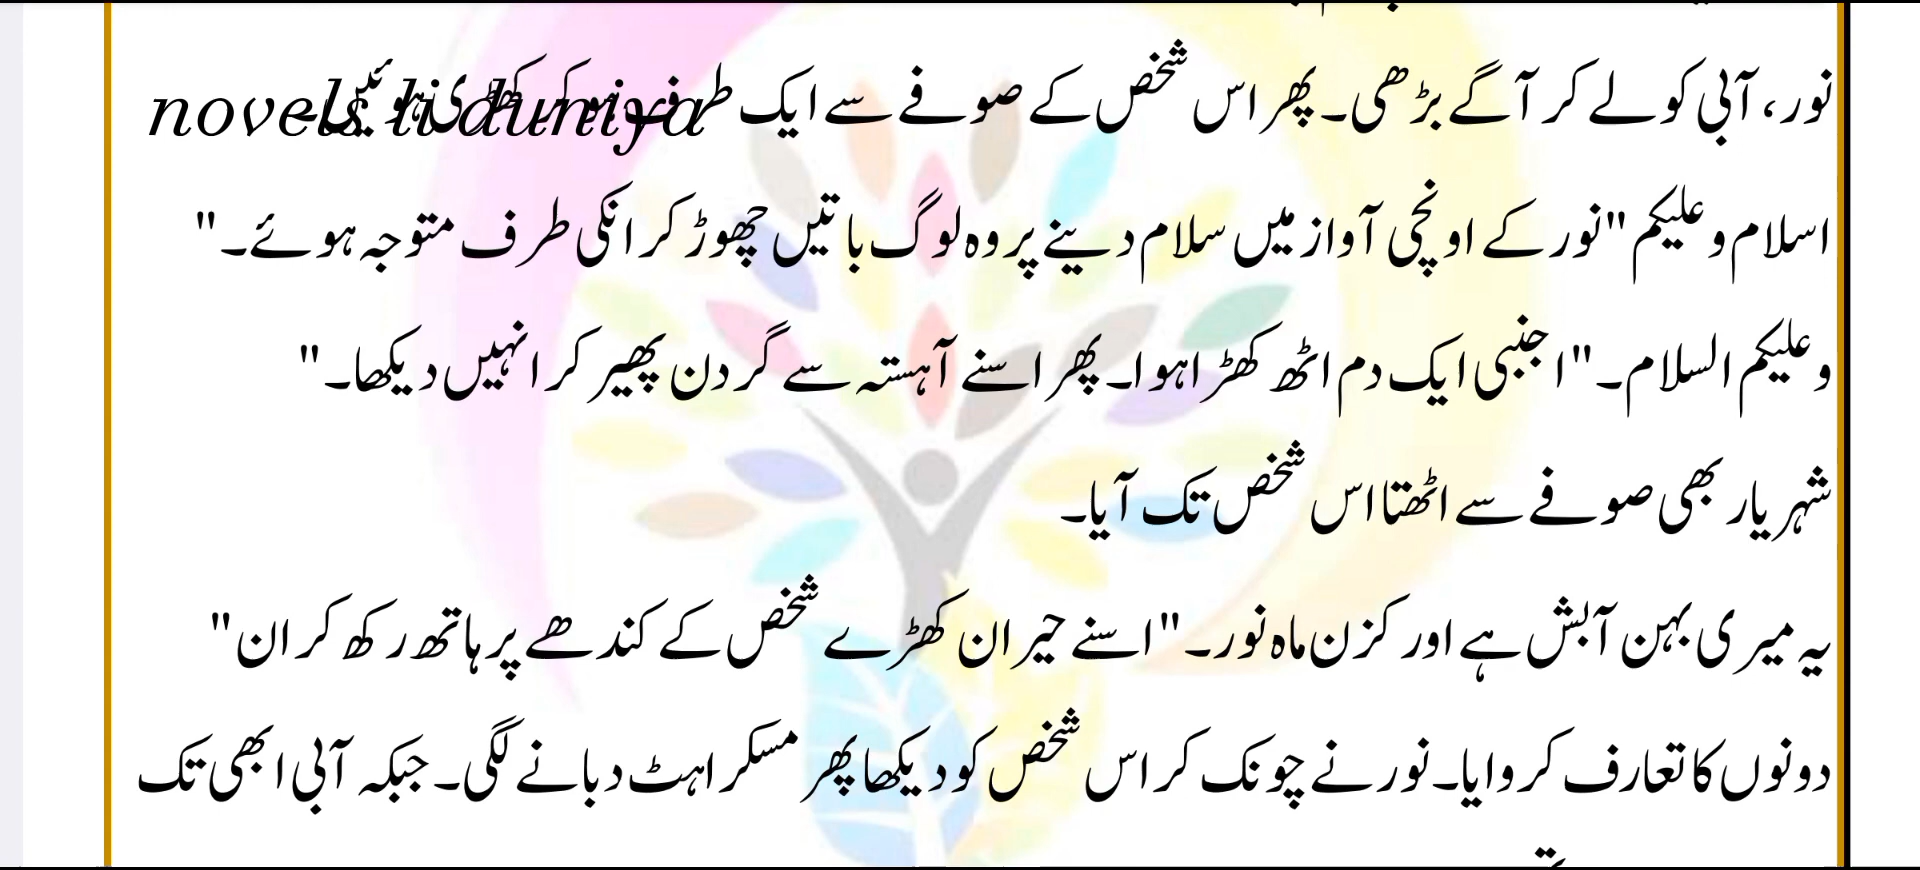 نور، آبی کو لے کر آگے بڑھی۔ پھر اس شخص کے صوفے سے ایک طرف ہو کر کھڑی ہوئیں۔
novels ki duniya
اسلام و علیکم "نور کے اونچی آواز میں سلام دینے پر وہ لوگ باتیں چھوڑ کر انکی طرف متوجہ ہوئے۔"
وعلیکم السلام۔ "اجنبی ایک دم اٹھ کھڑا ہوا۔ پھر اسنے آہستہ سے گردن پھیر کر انہیں دیکھا۔"
شہریار بھی صوفے سے اٹھتا اس شخص تک آیا۔
یہ میری بہن آبش ہے اور کزن ماہ نور۔ "اسنے حیران کھڑے شخص کے کندھے پر ہاتھ رکھ کر ان"
دونوں کا تعارف کروایا۔ نور نے چونک کر اس شخص کو دیکھا پھر مسکراہٹ دبانے لگی۔ جبکہ آبی ابھی تک